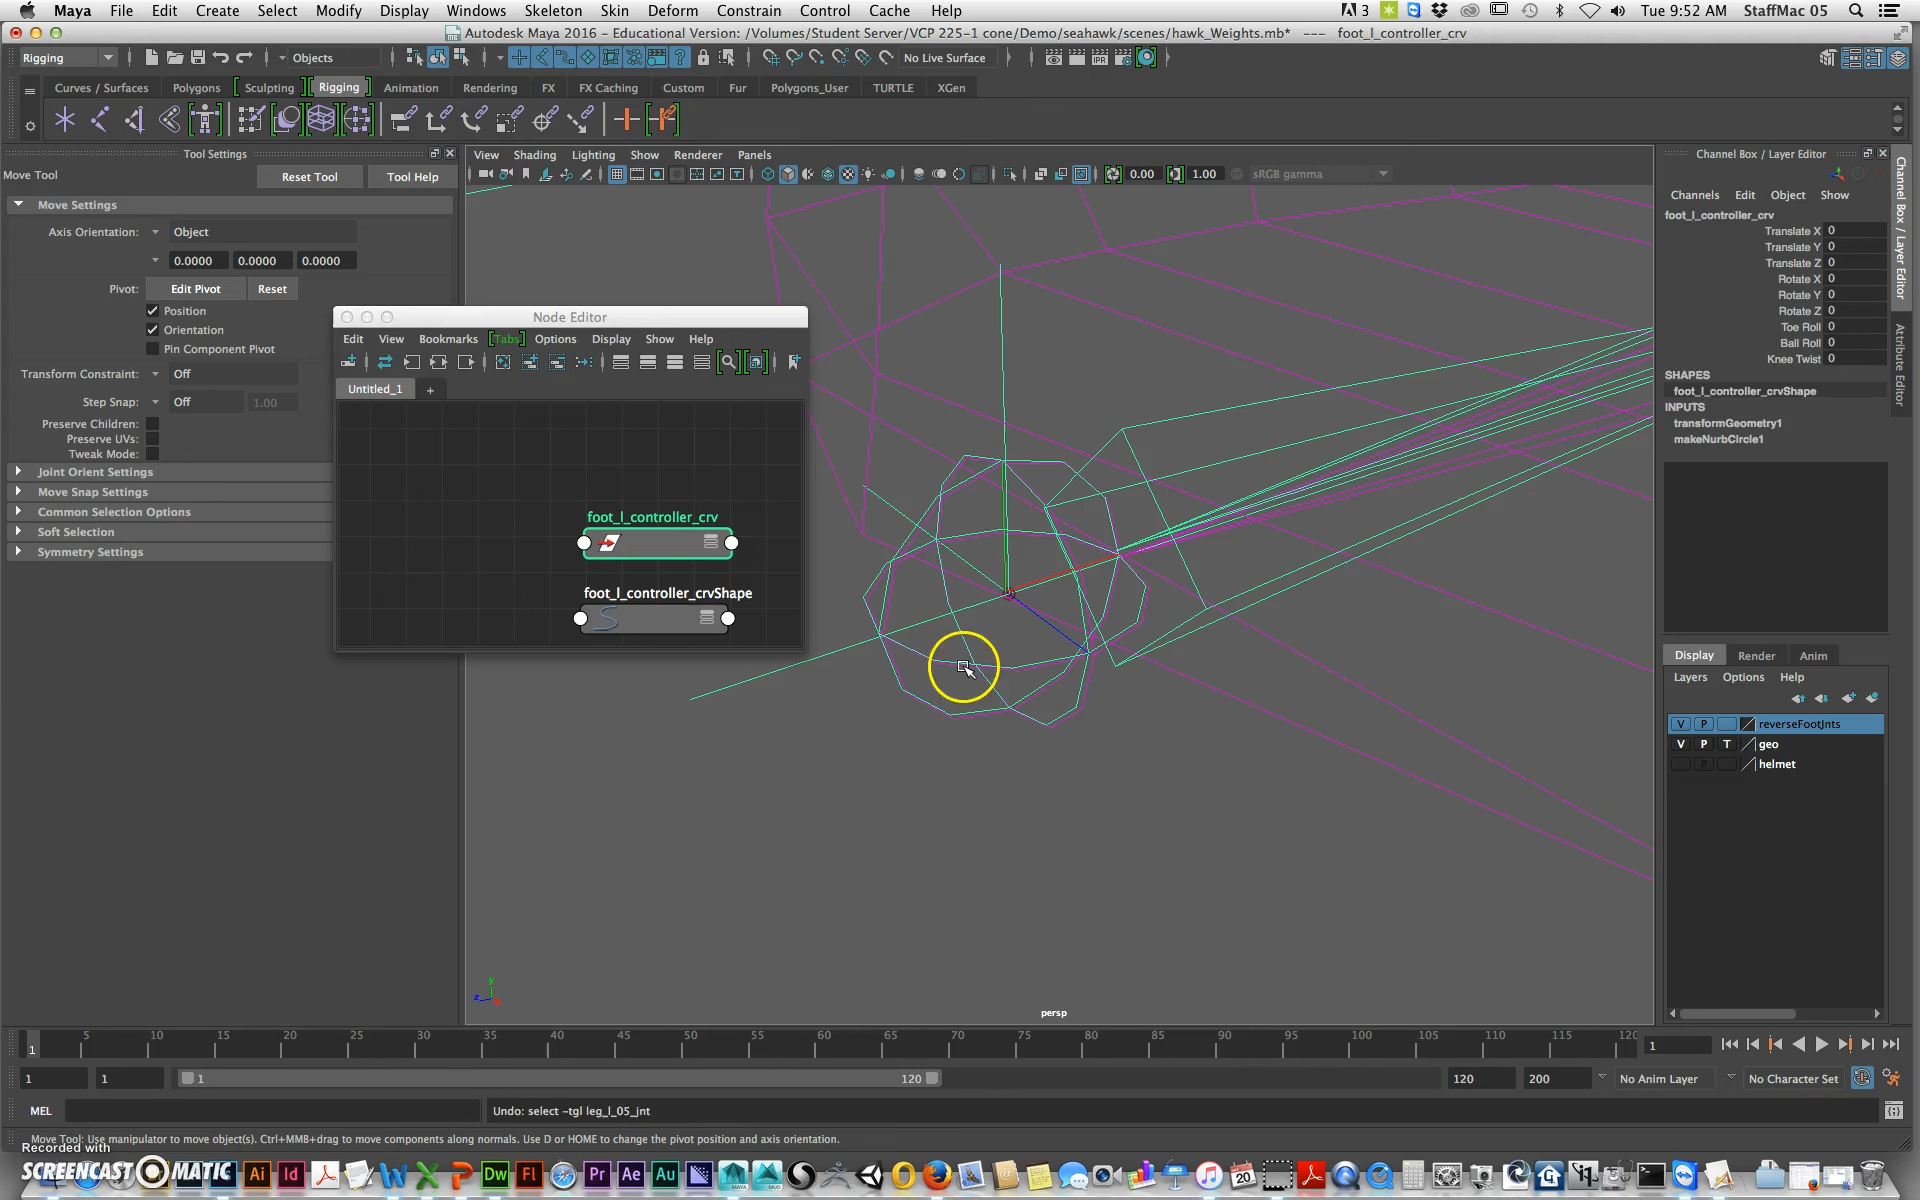 Maya File Edit Create Select Modify Display Windows Skeleton Skin Deform Constrain Control Cache Help
3 Tue 9:52 AM StaffMac 05
Autodesk Maya 2016 - Educational Version: /Volumes/Student Server/VCP 225-1 cone/Demo/seahawk/scenes/hawk_Weights.mb* --- foot_l_controller_crv
Rigging Objects No Live Surface
Curves / Surfaces Polygons Sculpting Rigging Animation Rendering FX FX Caching Custom Fur Polygons_User TURTLE XGen
Tool Settings
Move Tool Reset Tool Tool Help
Move Settings
Axis Orientation: Object
0.0000 0.0000 0.0000
Pivot: Edit Pivot Reset
Position
Orientation
Pin Component Pivot
Transform Constraint: Off
Step Snap: Off 1.00
Preserve Children:
Preserve UVs:
Tweak Mode:
Joint Orient Settings
Move Snap Settings
Common Selection Options
Soft Selection
Symmetry Settings
Node Editor
Edit View Bookmarks [Tabs] Options Display Show Help
Untitled_1 +
foot_l_controller_crv
foot_l_controller_crvShape
View Shading Lighting Show Renderer Panels
0.00 1.00 sRGB gamma
y
z
persp
Channel Box / Layer Editor
Channels Edit Object Show
foot_l_controller_crv
Translate X 0
Translate Y 0
Translate Z 0
Rotate X 0
Rotate Y 0
Rotate Z 0
Toe Roll 0
Ball Roll 0
Knee Twist 0
SHAPES
foot_l_controller_crvShape
INPUTS
transformGeometry1
makeNurbCircle1
Channel Box / Layer Editor
Attribute Editor
Display Render Anim
Layers Options Help
V P reverseFootJnts
V P T geo
P helmet
1 5 10 15 20 25 30 35 40 45 50 55 60 65 70 75 80 85 90 95 100 105 110 115 120
1
1 1 1 120 120 200 No Anim Layer No Character Set
MEL Undo: select -tgl leg_l_05_jnt
Move Tool: Use manipulator to move object(s). Ctrl+MMB+drag to move components along normals. Use D or HOME to change the pivot position and axis orientation.
Recorded with
SCREENCAST O MATIC
Ai Id W X P Dw Fl Pr Ae Au